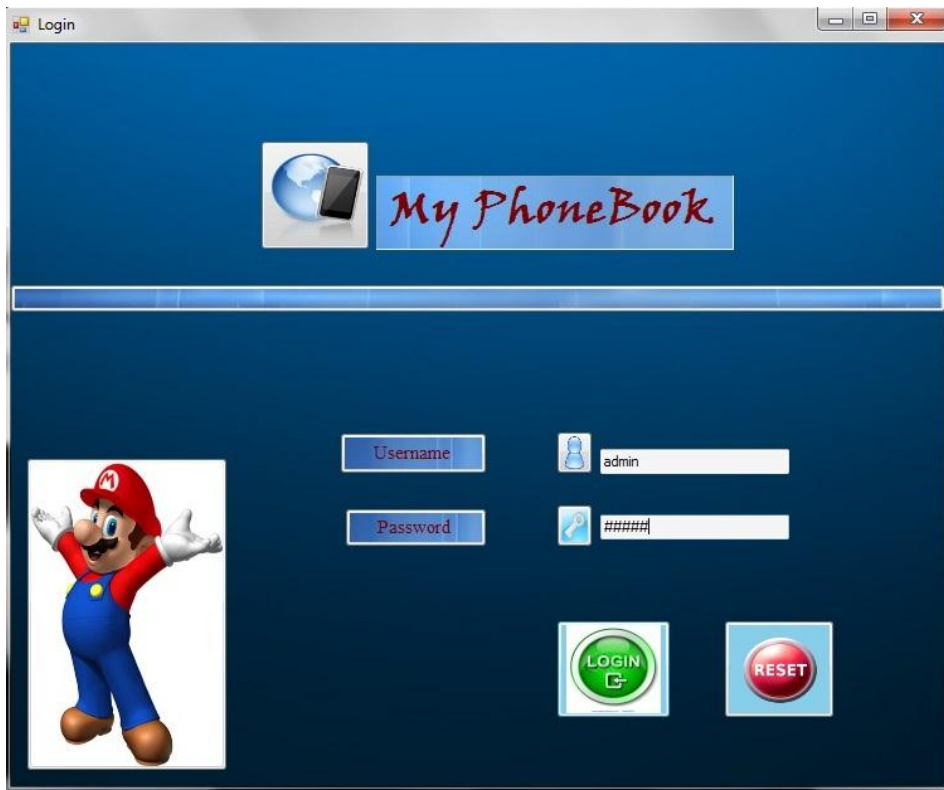 Login
My PhoneBook
Username
admin
Password
#####
M
LOGIN
RESET